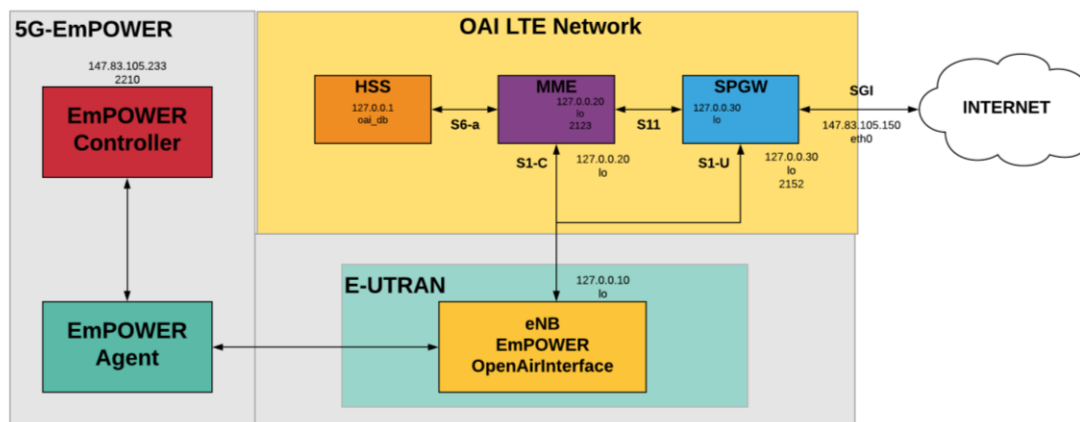 5G-EmPOWER
147.83.105.233
2210
EmPOWER
Controller
EmPOWER
Agent
OAI LTE Network
HSS
127.0.0.1
oai_db
S6-a
MME
127.0.0.20
lo
2123
S11
SPGW
127.0.0.30
lo
SGI
147.83.105.150
eth0
INTERNET
S1-C
127.0.0.20
lo
S1-U
127.0.0.30
lo
2152
E-UTRAN
127.0.0.10
lo
eNB
EmPOWER
OpenAirInterface